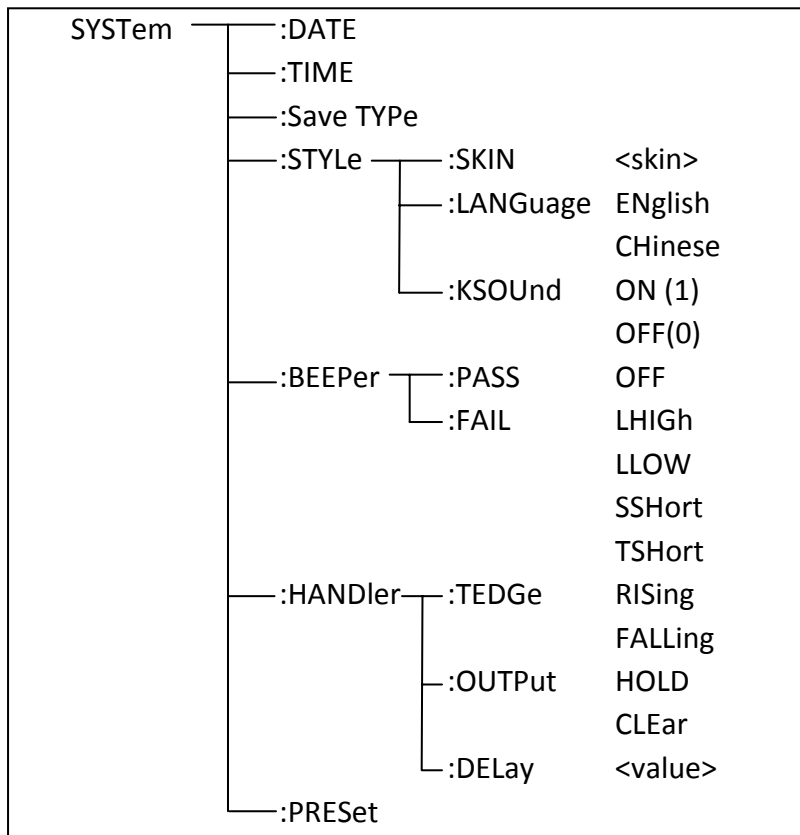 SYSTem :DATE
:TIME
:Save TYPe
:STYLe :SKIN <skin>
:LANGuage ENglish
CHinese
:KSOUnd ON (1)
OFF(0)
:BEEPer :PASS OFF
:FAIL LHIGh
LLOW
SSHort
TSHort
:HANDler :TEDGe RISing
FALLing
:OUTPut HOLD
CLEar
:DELay <value>
:PRESet